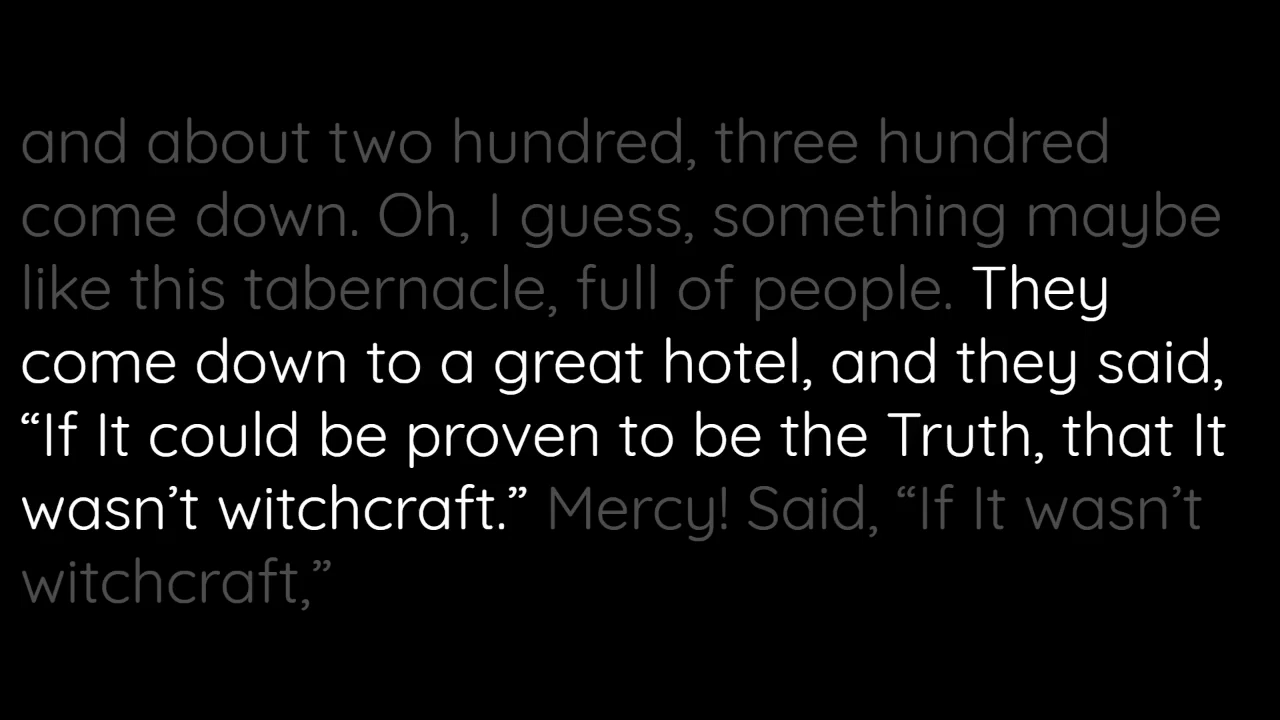 and about two hundred, three hundred
come down. Oh, I guess, something maybe
like this tabernacle, full of people. They
come down to a great hotel, and they said,
“If It could be proven to be the Truth, that It
wasn’t witchcraft.” Mercy! Said, “If It wasn’t
witchcraft,”